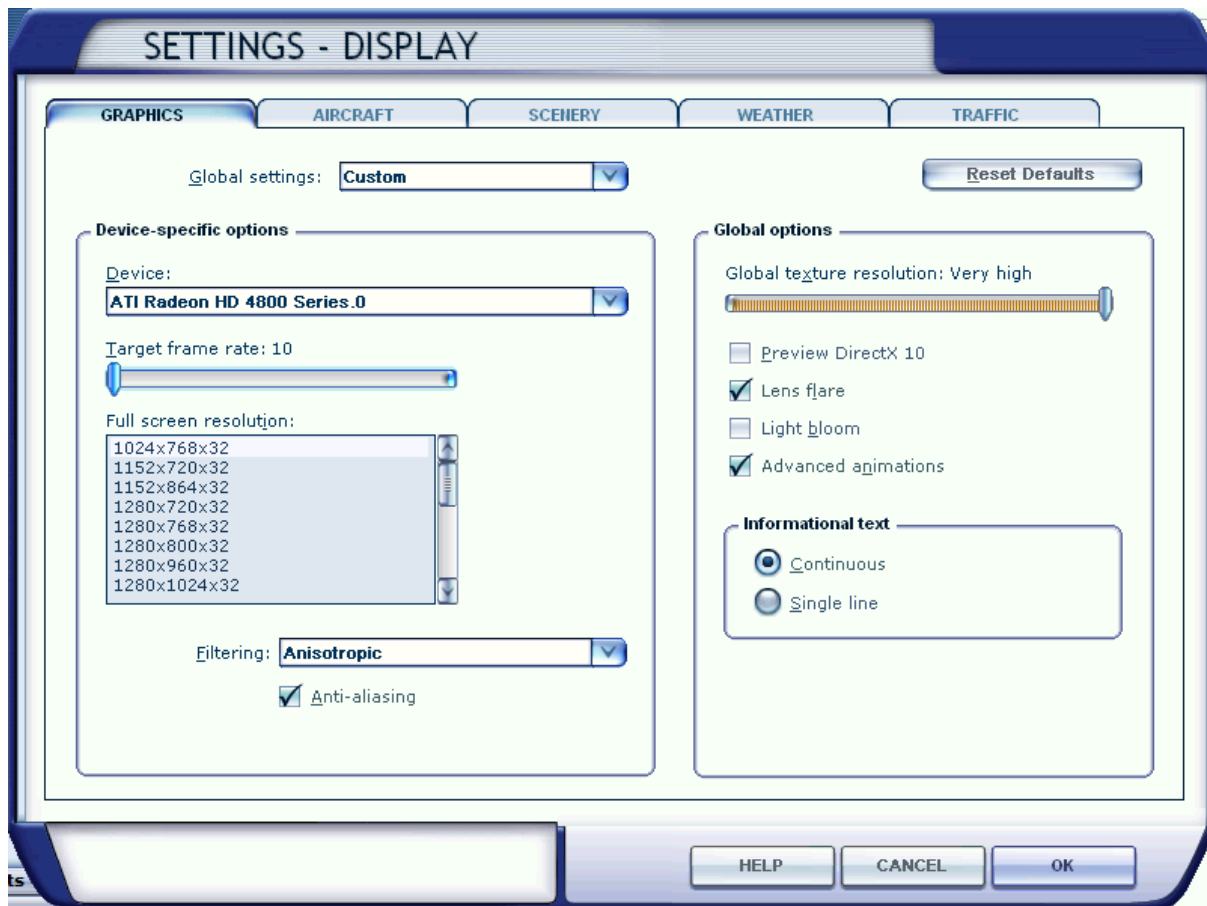 SETTINGS - DISPLAY
GRAPHICS AIRCRAFT SCENERY WEATHER TRAFFIC
Global settings: Custom
Reset Defaults
Device-specific options
Device:
ATI Radeon HD 4800 Series.0
Target frame rate: 10
Full screen resolution:
1024x768x32
1152x720x32
1152x864x32
1280x720x32
1280x768x32
1280x800x32
1280x960x32
1280x1024x32
Filtering: Anisotropic
Anti-aliasing
Global options
Global texture resolution: Very high
Preview DirectX 10
Lens flare
Light bloom
Advanced animations
Informational text
Continuous
Single line
ts
HELP CANCEL OK